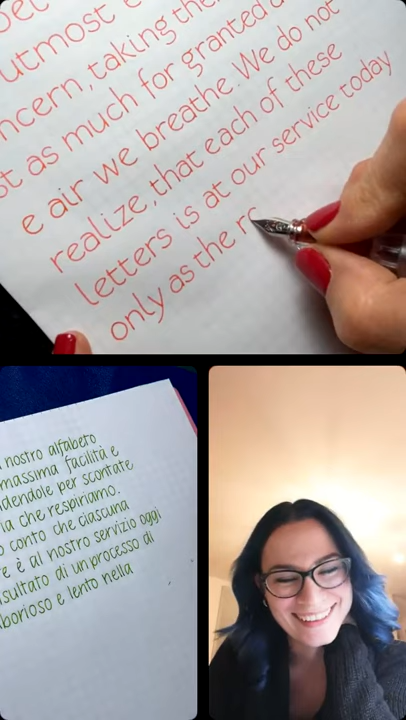 utmost
ncern, taking the
st as much for granted a
e air we breathe. We do not
realize, that each of these
letters is at our service today
only as the re
nostro alfabeto
massima facilità e
dendole per scontate
ia che respiriamo.
conto che ciascuna
e è al nostro servizio oggi
sultato di un processo di
borioso e lento nella